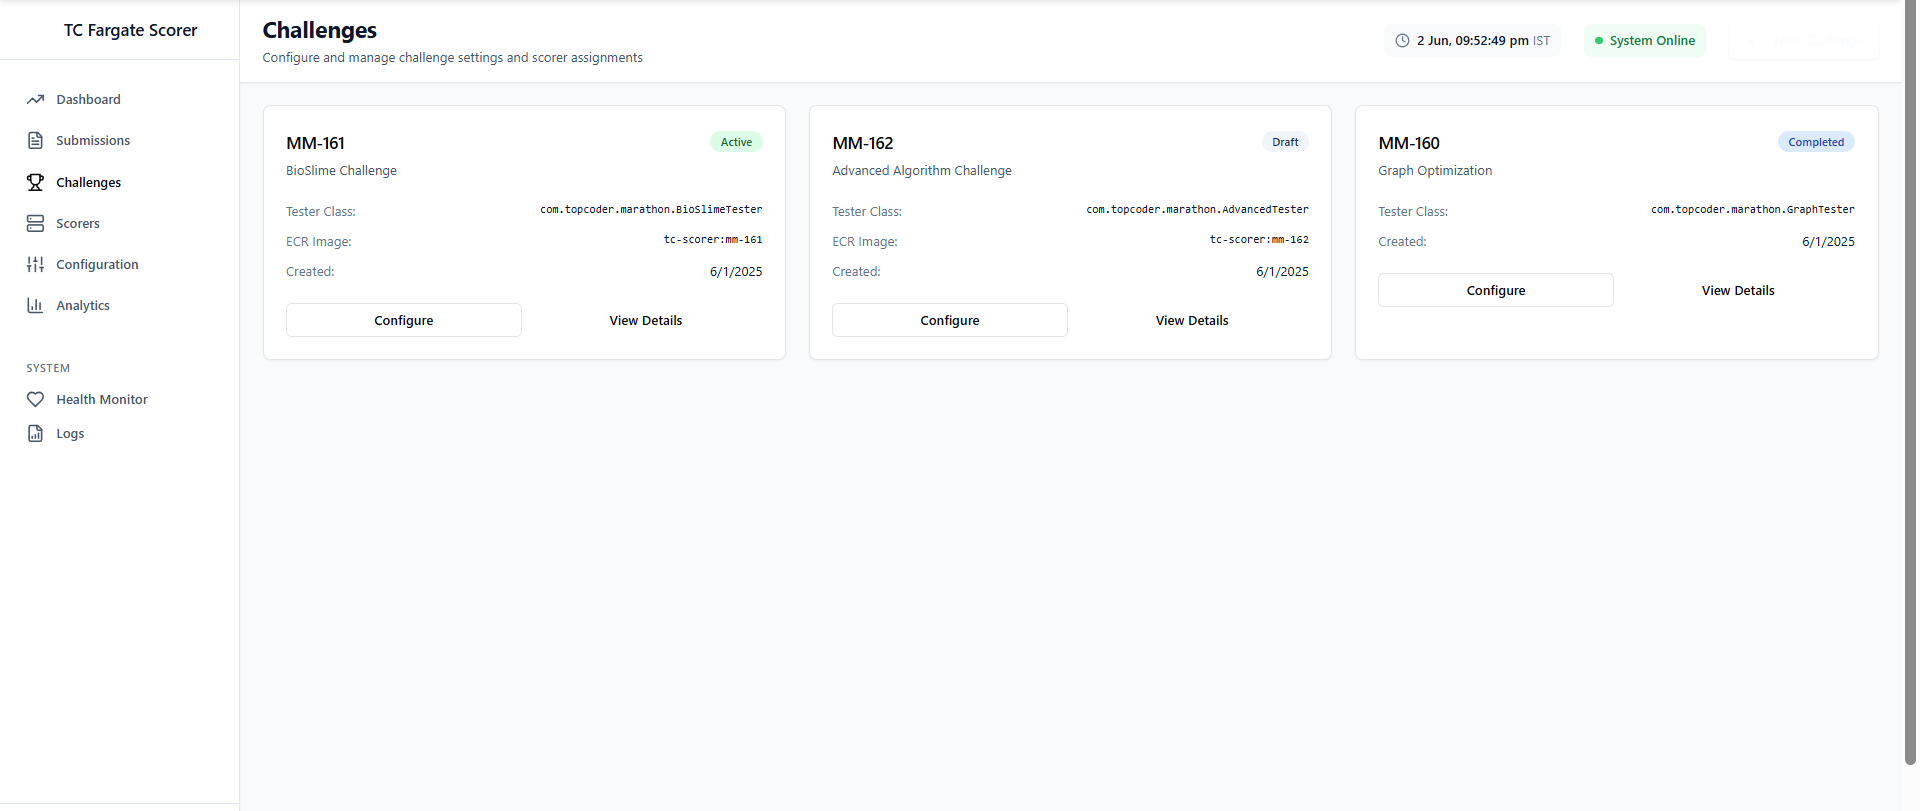 TC Fargate Scorer
Dashboard
Submissions
Challenges
Scorers
Configuration
Analytics
SYSTEM
Health Monitor
Logs
Challenges
Configure and manage challenge settings and scorer assignments
2 Jun, 09:52:49 pm IST
System Online
MM-161
Active
BioSlime Challenge
Tester Class: com.topcoder.marathon.BioSlimeTester
ECR Image: tc-scorer:mm-161
Created: 6/1/2025
Configure View Details
MM-162
Draft
Advanced Algorithm Challenge
Tester Class: com.topcoder.marathon.AdvancedTester
ECR Image: tc-scorer:mm-162
Created: 6/1/2025
Configure View Details
MM-160
Completed
Graph Optimization
Tester Class: com.topcoder.marathon.GraphTester
Created: 6/1/2025
Configure View Details